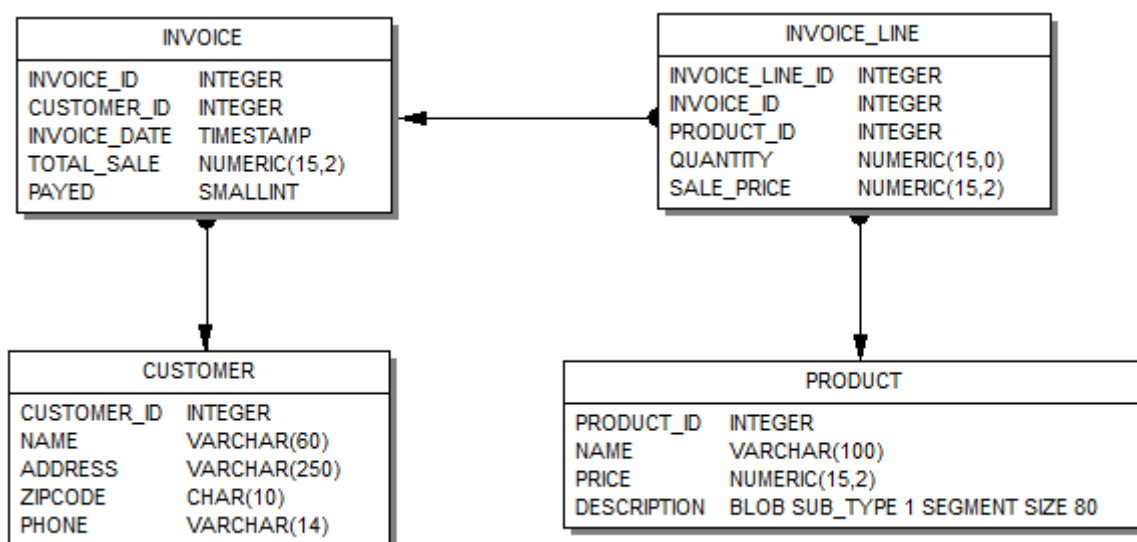 INVOICE
INVOICE_ID INTEGER
CUSTOMER_ID INTEGER
INVOICE_DATE TIMESTAMP
TOTAL_SALE NUMERIC(15,2)
PAYED SMALLINT
INVOICE_LINE
INVOICE_LINE_ID INTEGER
INVOICE_ID INTEGER
PRODUCT_ID INTEGER
QUANTITY NUMERIC(15,0)
SALE_PRICE NUMERIC(15,2)
CUSTOMER
CUSTOMER_ID INTEGER
NAME VARCHAR(60)
ADDRESS VARCHAR(250)
ZIPCODE CHAR(10)
PHONE VARCHAR(14)
PRODUCT
PRODUCT_ID INTEGER
NAME VARCHAR(100)
PRICE NUMERIC(15,2)
DESCRIPTION BLOB SUB_TYPE 1 SEGMENT SIZE 80